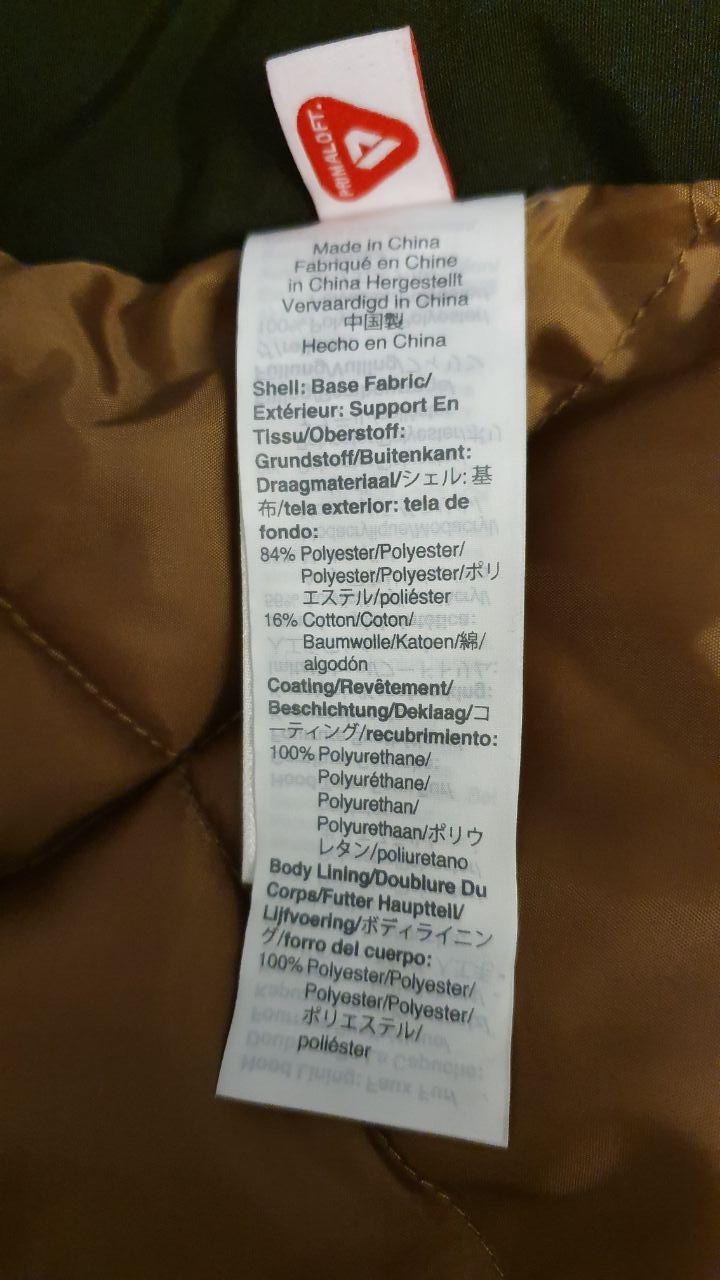 PRIMALOFT.
Made in China
Fabriqué en Chine
in China Hergestellt
Vervaardigd in China
中国製
Hecho en China
Shell: Base Fabric/
Extérieur: Support En
Tissu/Oberstoff:
Grundstoff/Buitenkant:
Draagmateriaal/シェル: 基
布/tela exterior: tela de
fondo:
84% Polyester/Polyester/
Polyester/Polyester/ポリ
エステル/poliéster
16% Cotton/Coton/
Baumwolle/Katoen/綿/
algodón
Coating/Revêtement/
Beschichtung/Deklaag/コ
ーティング/recubrimiento:
100% Polyurethane/
Polyuréthane/
Polyurethan/
Polyurethaan/ポリウ
レタン/poliuretano
Body Lining/Doublure Du
Corps/Futter Hauptteil/
Lijfvoering/ボディライニン
グ/forro del cuerpo:
100% Polyester/Polyester/
Polyester/Polyester/
ポリエステル/
poliéster
Hood Lining: Faux Fur/